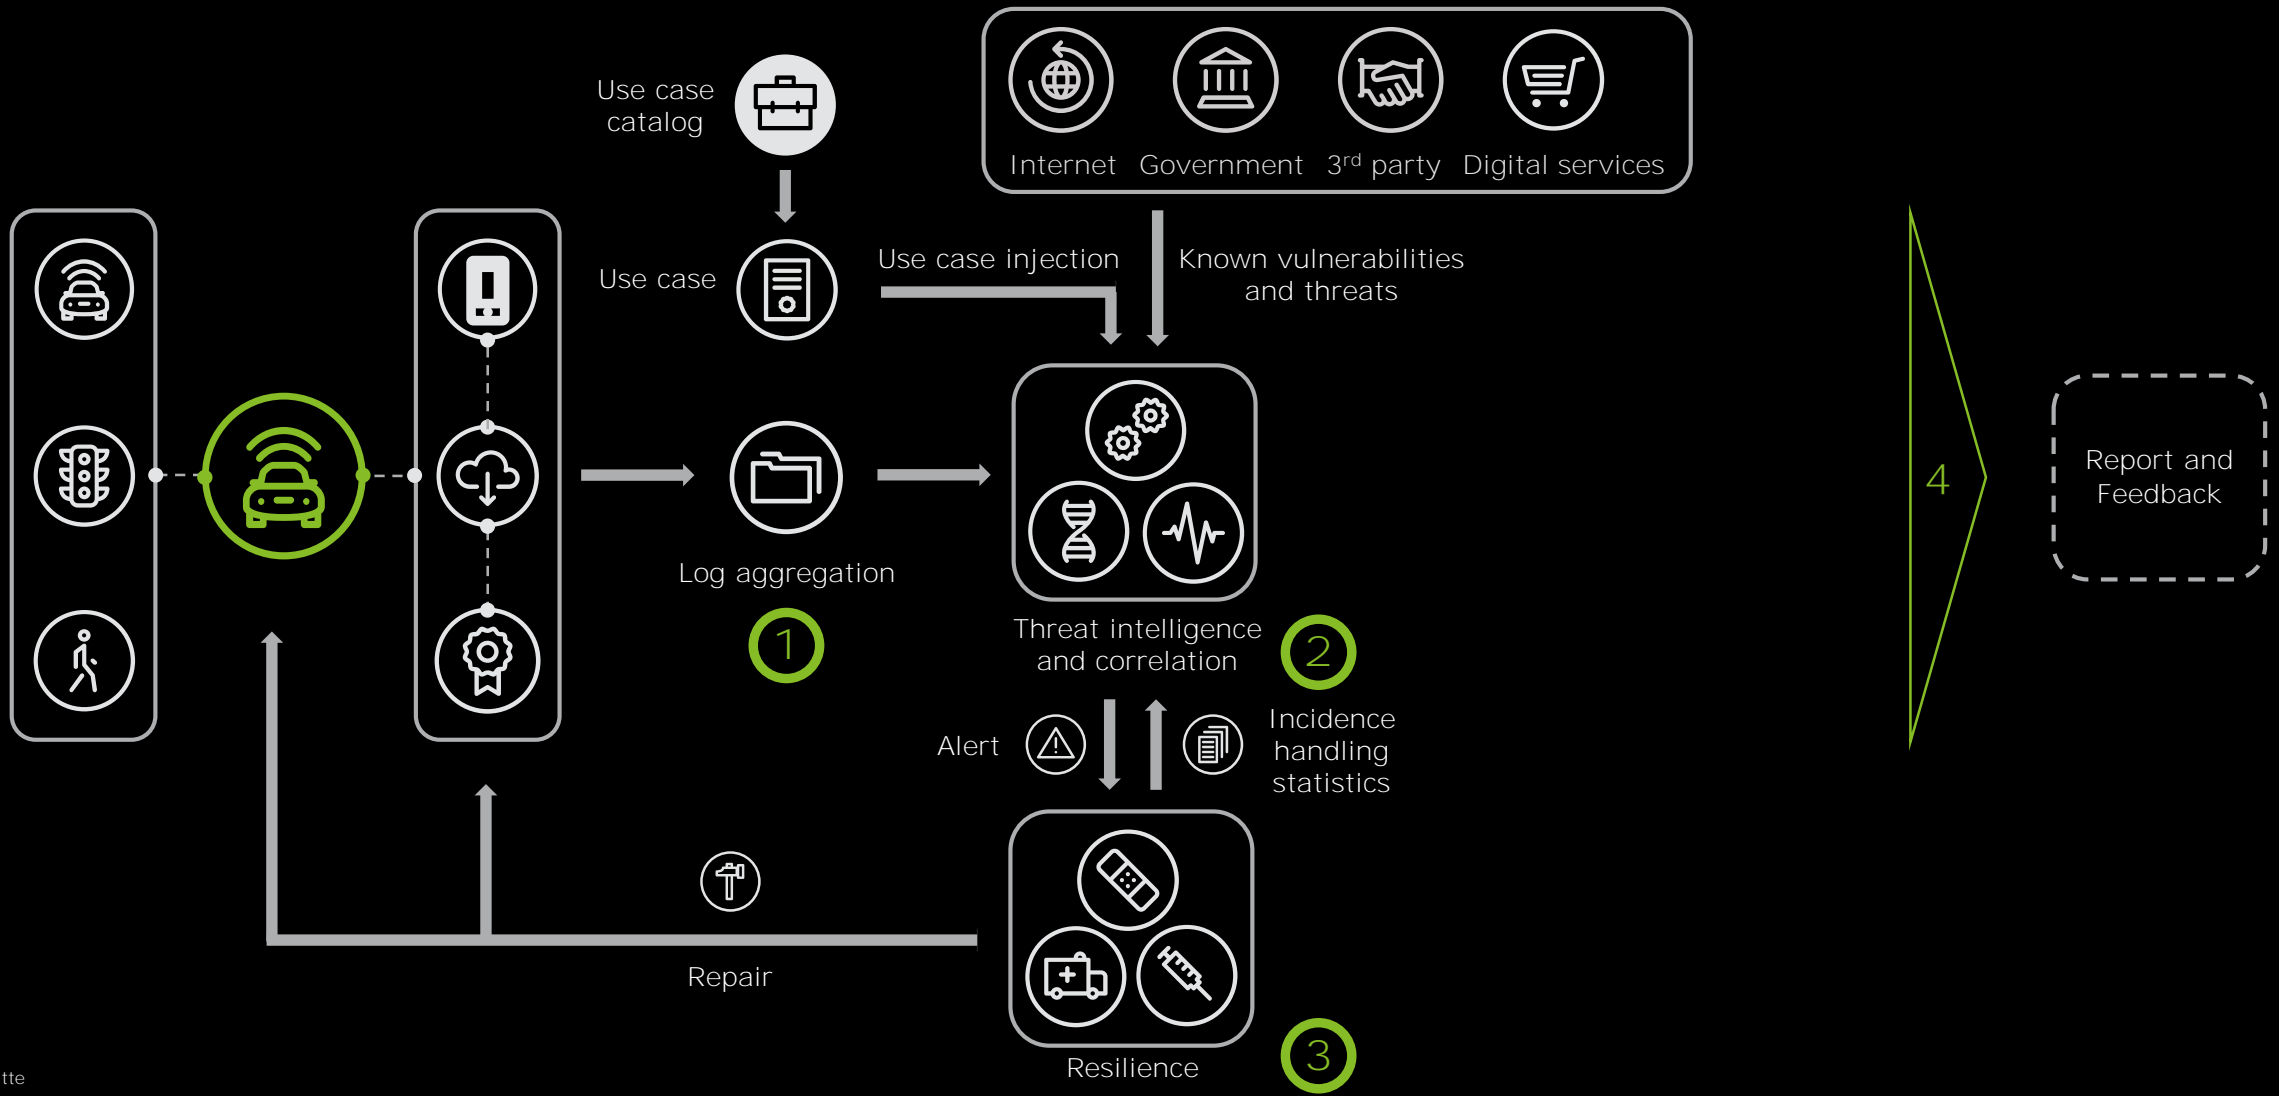 Use case
catalog
Internet
Government
3rd party
Digital services
Use case
Use case injection
Known vulnerabilities
and threats
Log aggregation
1
Threat intelligence
and correlation
2
Alert
Incidence
handling
statistics
Repair
Resilience
3
4
Report and
Feedback
tte